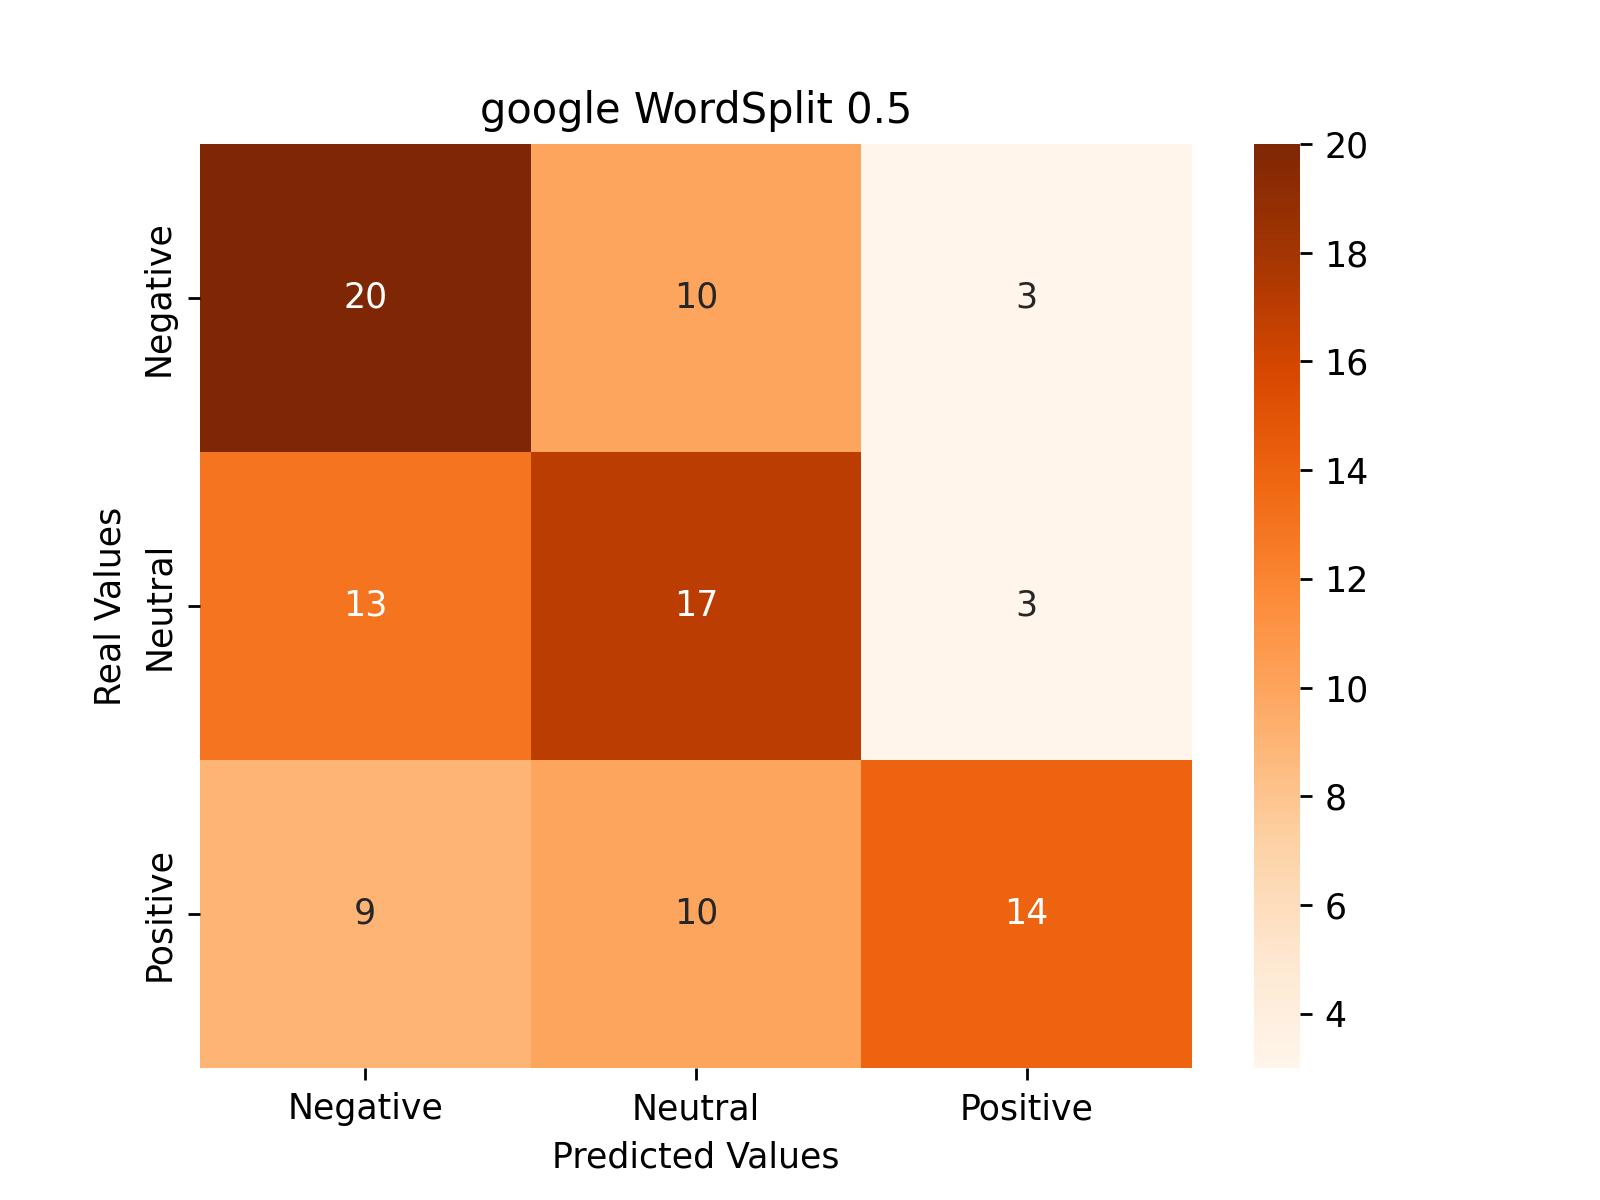 google WordSplit 0.5
Real Values
Negative
20 10 3
Neutral
13 17 3
Positive
9 10 14
Negative Neutral Positive
Predicted Values
20
18
16
14
12
10
8
6
4